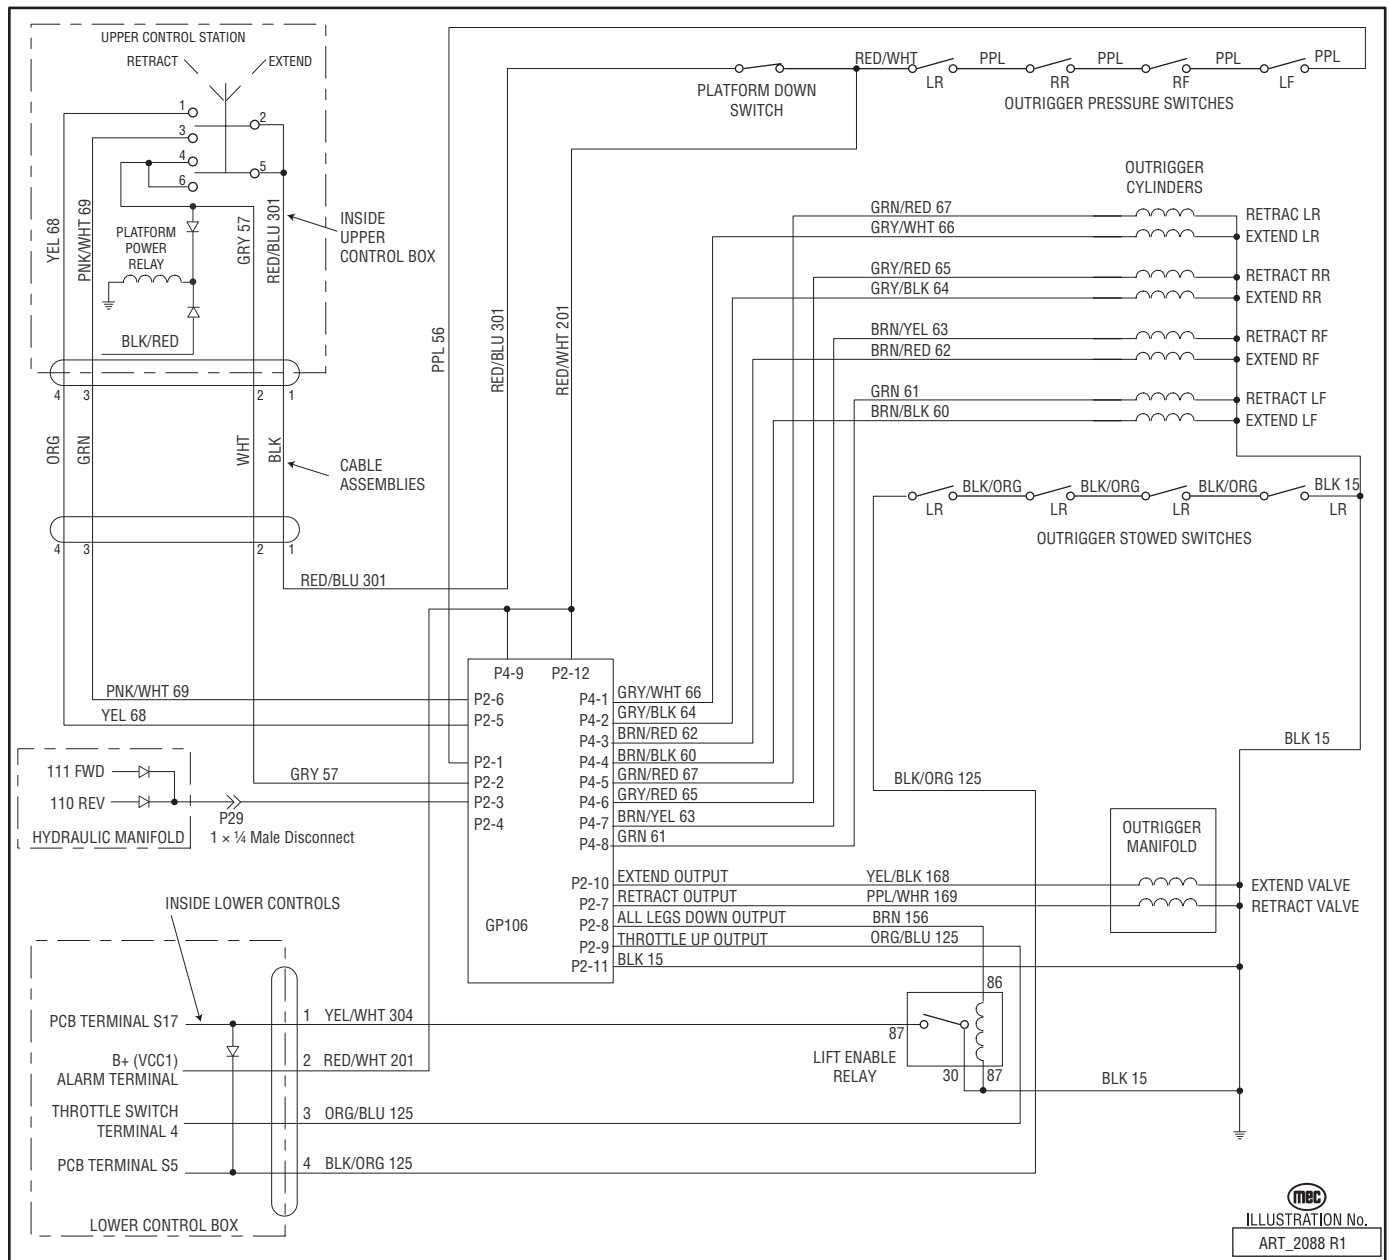 UPPER CONTROL STATION
RETRACT
EXTEND
1
2
3
4
5
6
YEL 68
PNK/WHT 69
PLATFORM
POWER
RELAY
GRY 57
RED/BLU 301
INSIDE
UPPER
CONTROL BOX
BLK/RED
4
3
2
1
ORG
GRN
WHT
BLK
CABLE
ASSEMBLIES
4
3
2
1
RED/BLU 301
PPL 56
RED/BLU 301
RED/WHT 201
PLATFORM DOWN
SWITCH
RED/WHT
PPL
PPL
PPL
PPL
LR
RR
RF
LF
OUTRIGGER PRESSURE SWITCHES
OUTRIGGER
CYLINDERS
GRN/RED 67
RETRAC LR
GRY/WHT 66
EXTEND LR
GRY/RED 65
RETRACT RR
GRY/BLK 64
EXTEND RR
BRN/YEL 63
RETRACT RF
BRN/RED 62
EXTEND RF
GRN 61
RETRACT LF
BRN/BLK 60
EXTEND LF
BLK/ORG
BLK/ORG
BLK/ORG
BLK 15
LR
LR
LR
LR
OUTRIGGER STOWED SWITCHES
P4-9
P2-12
PNK/WHT 69
P2-6
YEL 68
P2-5
P2-1
GRY 57
P2-2
P2-3
P2-4
P4-1
GRY/WHT 66
P4-2
GRY/BLK 64
P4-3
BRN/RED 62
P4-4
BRN/BLK 60
P4-5
GRN/RED 67
P4-6
GRY/RED 65
P4-7
BRN/YEL 63
P4-8
GRN 61
GP106
P2-10
EXTEND OUTPUT
YEL/BLK 168
P2-7
RETRACT OUTPUT
PPL/WHR 169
P2-8
ALL LEGS DOWN OUTPUT
BRN 156
P2-9
THROTTLE UP OUTPUT
ORG/BLU 125
P2-11
BLK 15
BLK/ORG 125
BLK 15
OUTRIGGER
MANIFOLD
EXTEND VALVE
RETRACT VALVE
111 FWD
110 REV
HYDRAULIC MANIFOLD
P29
1 × ¼ Male Disconnect
INSIDE LOWER CONTROLS
PCB TERMINAL S17
1
YEL/WHT 304
B+ (VCC1)
ALARM TERMINAL
2
RED/WHT 201
THROTTLE SWITCH
TERMINAL 4
3
ORG/BLU 125
PCB TERMINAL S5
4
BLK/ORG 125
LOWER CONTROL BOX
86
87
30
87
LIFT ENABLE
RELAY
BLK 15
mec
ILLUSTRATION No.
ART_2088 R1